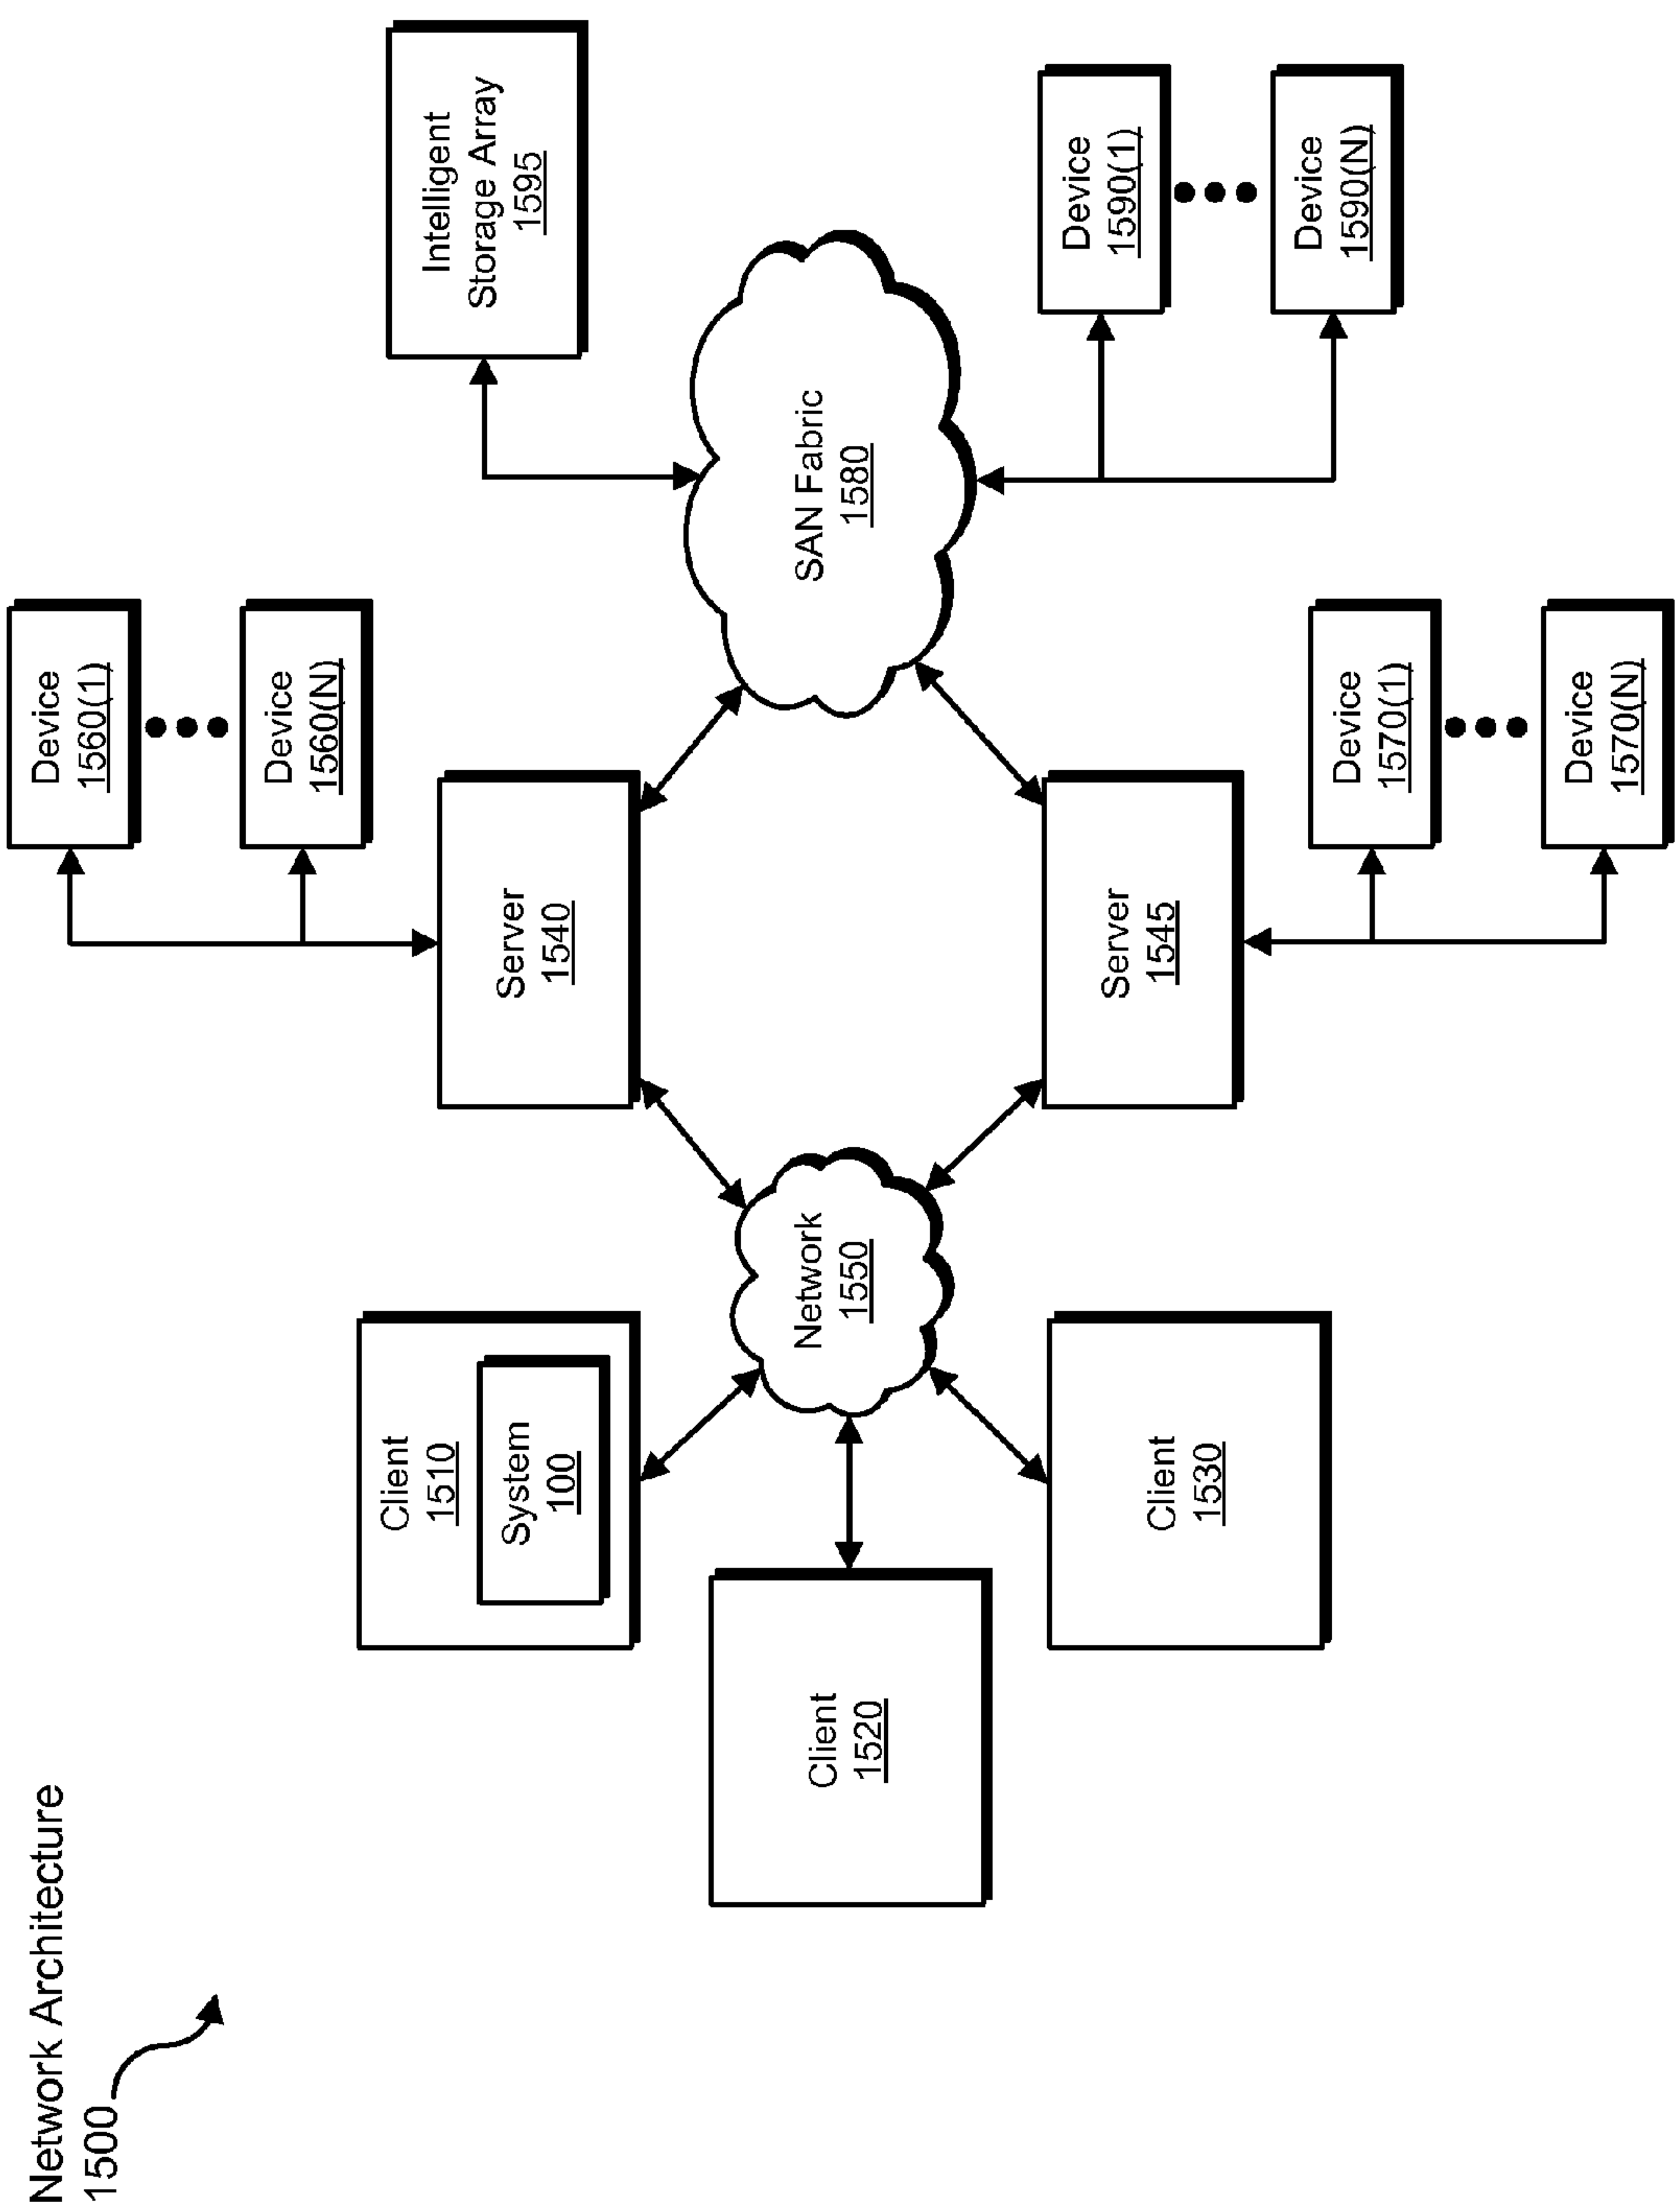 Network Architecture
1500
Client
1510
System
100
Client
1520
Client
1530
Network
1550
Server
1540
Server
1545
Device
1560(1)
Device
1560(N)
Device
1570(1)
Device
1570(N)
SAN Fabric
1580
Intelligent
Storage Array
1595
Device
1590(1)
Device
1590(N)